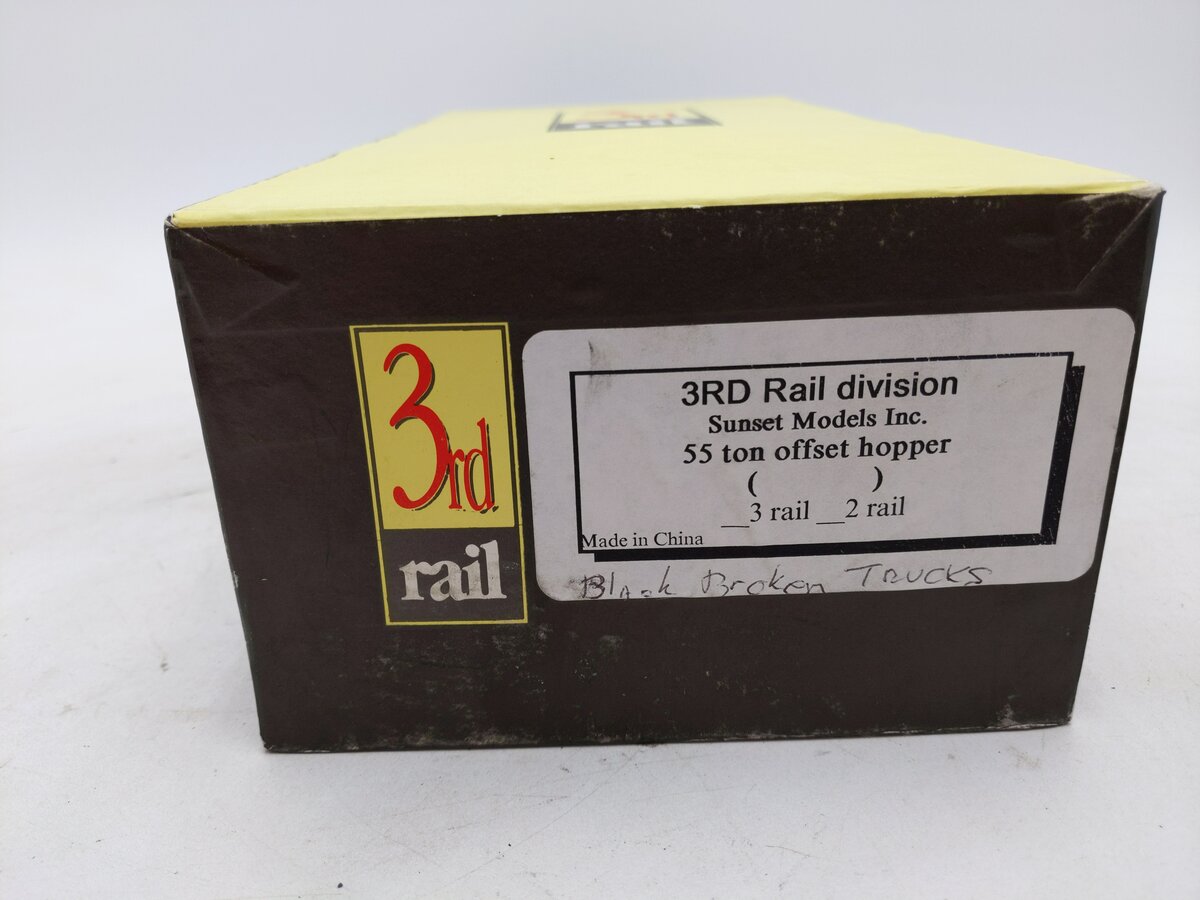 3rd
rail
3RD Rail division
Sunset Models Inc.
55 ton offset hopper
( )
__3 rail __2 rail
Made in China
Black Broken TRUCKS